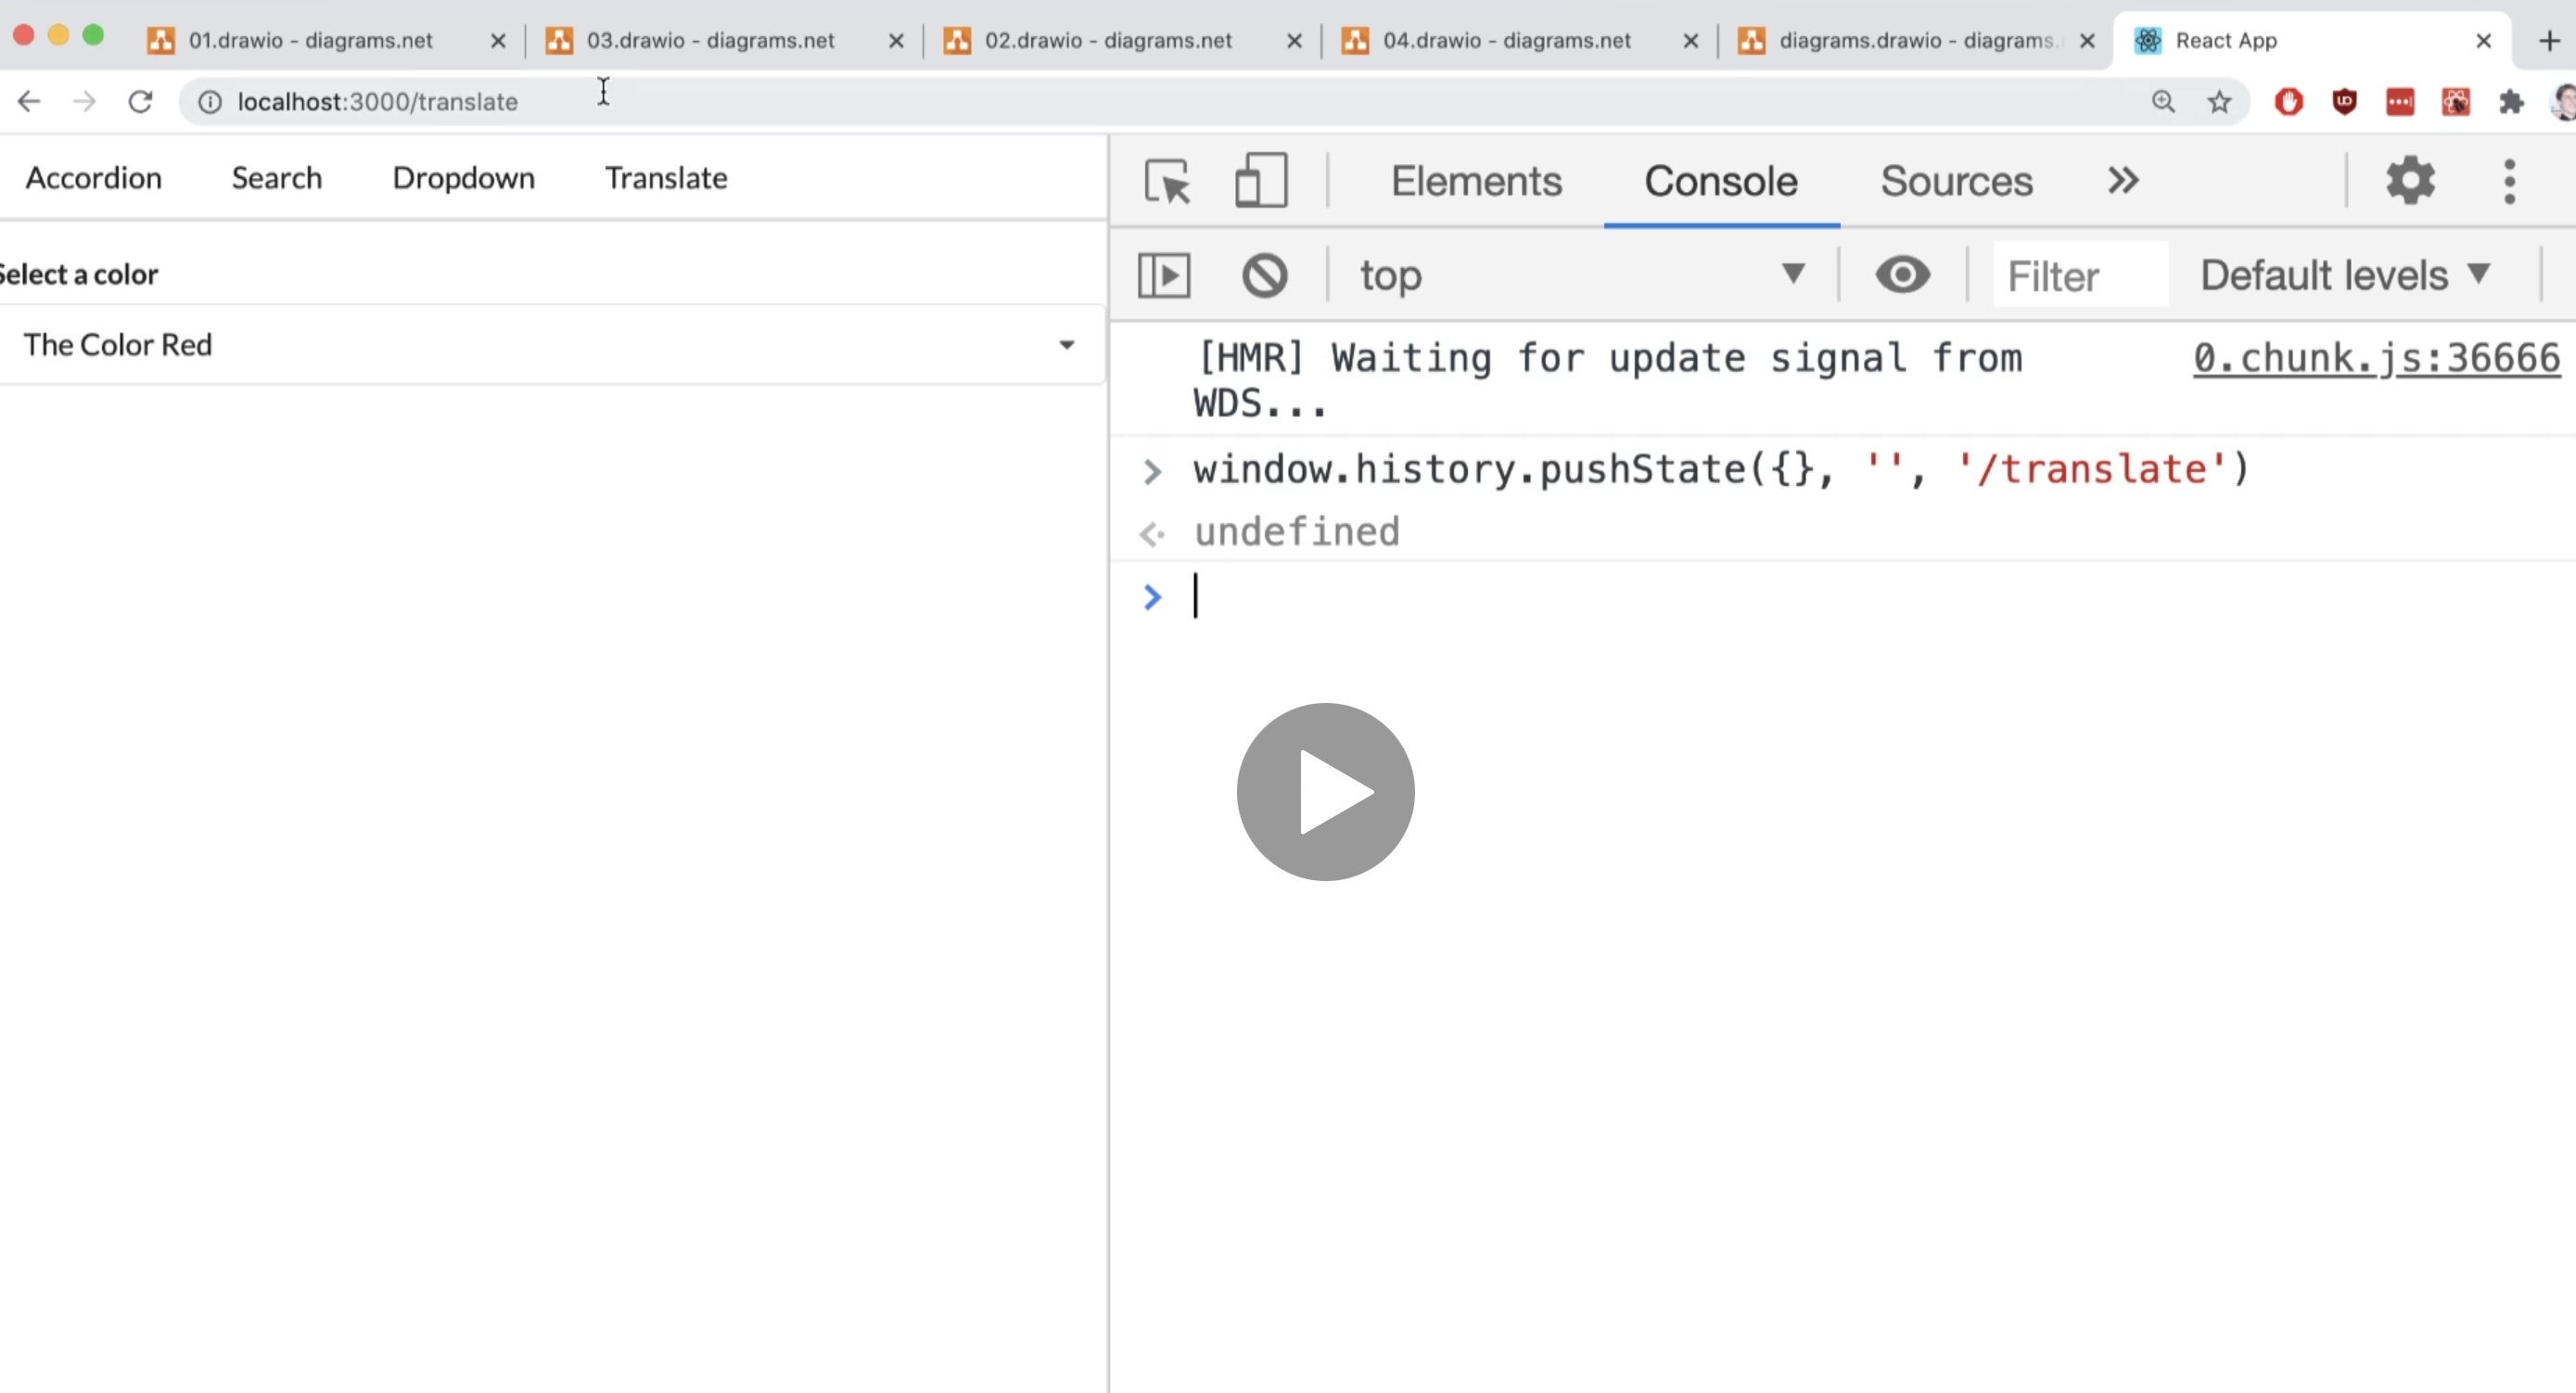 01.drawio - diagrams.net
03.drawio - diagrams.net
02.drawio - diagrams.net
04.drawio - diagrams.net
diagrams.drawio - diagrams.
React App
localhost:3000/translate
Accordion Search Dropdown Translate
Select a color
The Color Red
Elements Console Sources
top Filter Default levels
[HMR] Waiting for update signal from 0.chunk.js:36666
WDS...
window.history.pushState({}, '', '/translate')
undefined